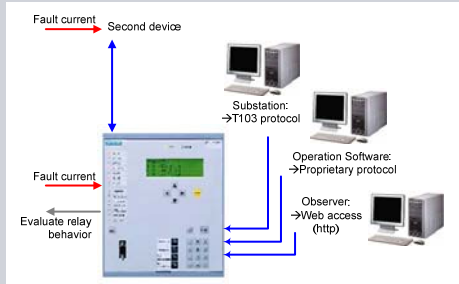 Fault current
Second device
Substation:
→T103 protocol
Operation Software:
→Proprietary protocol
Fault current
Observer:
→Web access
(http)
Evaluate relay
behavior